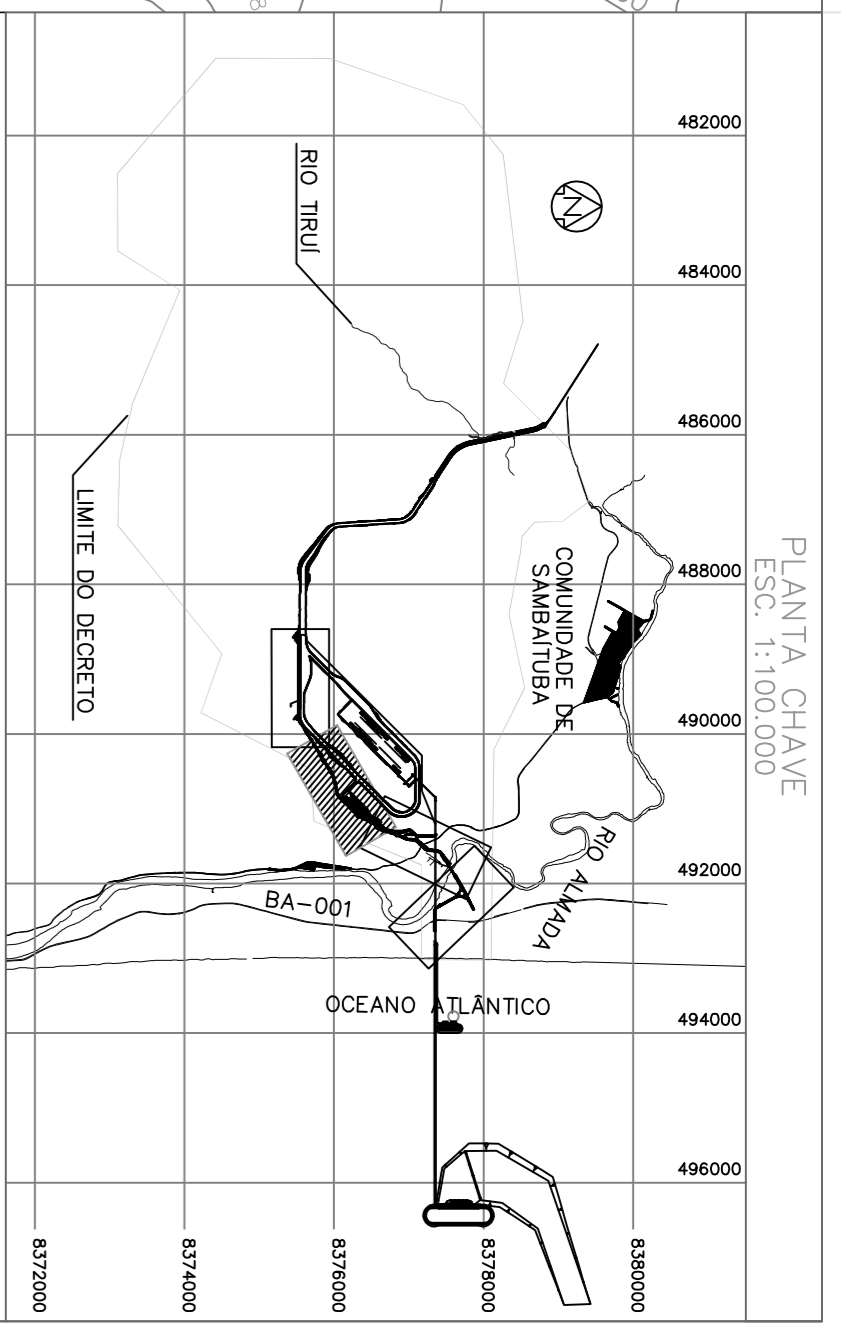 PLANTA CHAVE
ESC. 1:100.000
482000
484000
486000
488000
490000
492000
494000
496000
N
RIO TIRUÍ
COMUNIDADE DE
SAMBAÍTUBA
LIMITE DO DECRETO
RIO ALMADA
BA-001
OCEANO ATLÂNTICO
8372000
8374000
8376000
8378000
8380000